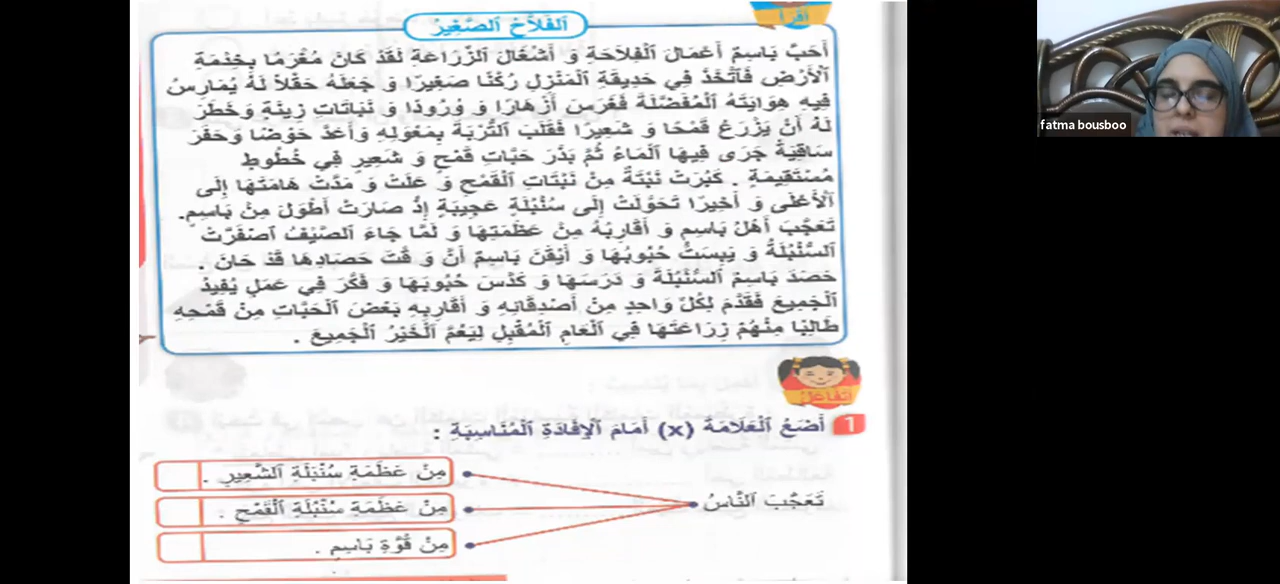 اَلْفَلَّاحُ اَلصَّغِيرُ
اقْرَأْ
أَحَبَّ بَاسِمٌ أَعْمَالَ اَلْفِلَاحَةِ وَ أَشْغَالَ اَلزِّرَاعَةِ لَقَدْ كَانَ مُغْرَمًا بِخِدْمَةِ
اَلْأَرْضِ فَاَتَّخَذَ فِي حَدِيقَةِ اَلْمَنْزِلِ رُكْنًا صَغِيرًا وَ جَعَلَهُ حَقْلًا لَهُ يُمَارِسُ
فِيهِ هِوَايَتَهُ اَلْمُفَضَّلَةَ فَغَرَسَ أَزْهَارًا وَ وُرُودًا وَ نَبَاتَاتِ زِينَةٍ وَ خَطَرَ
لَهُ أَنْ يَزْرَعَ قَمْحًا وَ شَعِيرًا فَقَلَبَ اَلتُّرْبَةَ بِمِعْوَلِهِ وَ أَعَدَّ حَوْضًا وَ حَفَرَ
سَاقِيَةً جَرَى فِيهَا اَلْمَاءُ ثُمَّ بَذَرَ حَبَّاتِ قَمْحٍ وَ شَعِيرٍ فِي خُطُوطٍ
مُسْتَقِيمَةٍ . كَبُرَتْ نَبْتَةٌ مِنْ نَبْتَاتِ اَلْقَمْحِ وَ عَلَتْ وَ مَدَّتْ هَامَتَهَا إِلَى
اَلْأَعْلَى وَ أَخِيرًا تَحَوَّلَتْ إِلَى سُنْبُلَةٍ عَجِيبَةٍ إِذْ صَارَتْ أَطْوَلَ مِنْ بَاسِمٍ.
تَعَجَّبَ أَهْلُ بَاسِمٍ وَ أَقَارِبُهُ مِنْ عَظَمَتِهَا وَ لَمَّا جَاءَ اَلصَّيْفُ اَصْفَرَّتْ
اَلسُّنْبُلَةُ وَ يَبِسَتْ حُبُوبُهَا وَ أَيْقَنَ بَاسِمٌ أَنَّ وَ قْتَ حَصَادِهَا قَدْ حَانَ .
حَصَدَ بَاسِمٌ اَلسُّنْبُلَةَ وَ دَرَسَهَا وَ كَدَّسَ حُبُوبَهَا وَ فَكَّرَ فِي عَمَلٍ يُفِيدُ
اَلْجَمِيعَ فَقَدَّمَ لِكُلِّ وَاحِدٍ مِنْ أَصْدِقَائِهِ وَ أَقَارِبِهِ بَعْضَ اَلْحَبَّاتِ مِنْ قَمْحِهِ
طَالِبًا مِنْهُمْ زِرَاعَتَهَا فِي اَلْعَامِ اَلْمُقْبِلِ لِيَعُمَّ اَلْخَيْرُ اَلْجَمِيعَ .
أتفاعل
1 أَضَعُ اَلْعَلَامَةَ (x) أَمَامَ اَلْإِفَادَةِ اَلْمُنَاسِبَةِ :
تَعَجَّبَ اَلنَّاسُ
مِنْ عَظَمَةِ سُنْبُلَةِ اَلشَّعِيرِ .
مِنْ عَظَمَةِ سُنْبُلَةِ اَلْقَمْحِ .
مِنْ قُوَّةِ بَاسِمٍ .
fatma bousboo